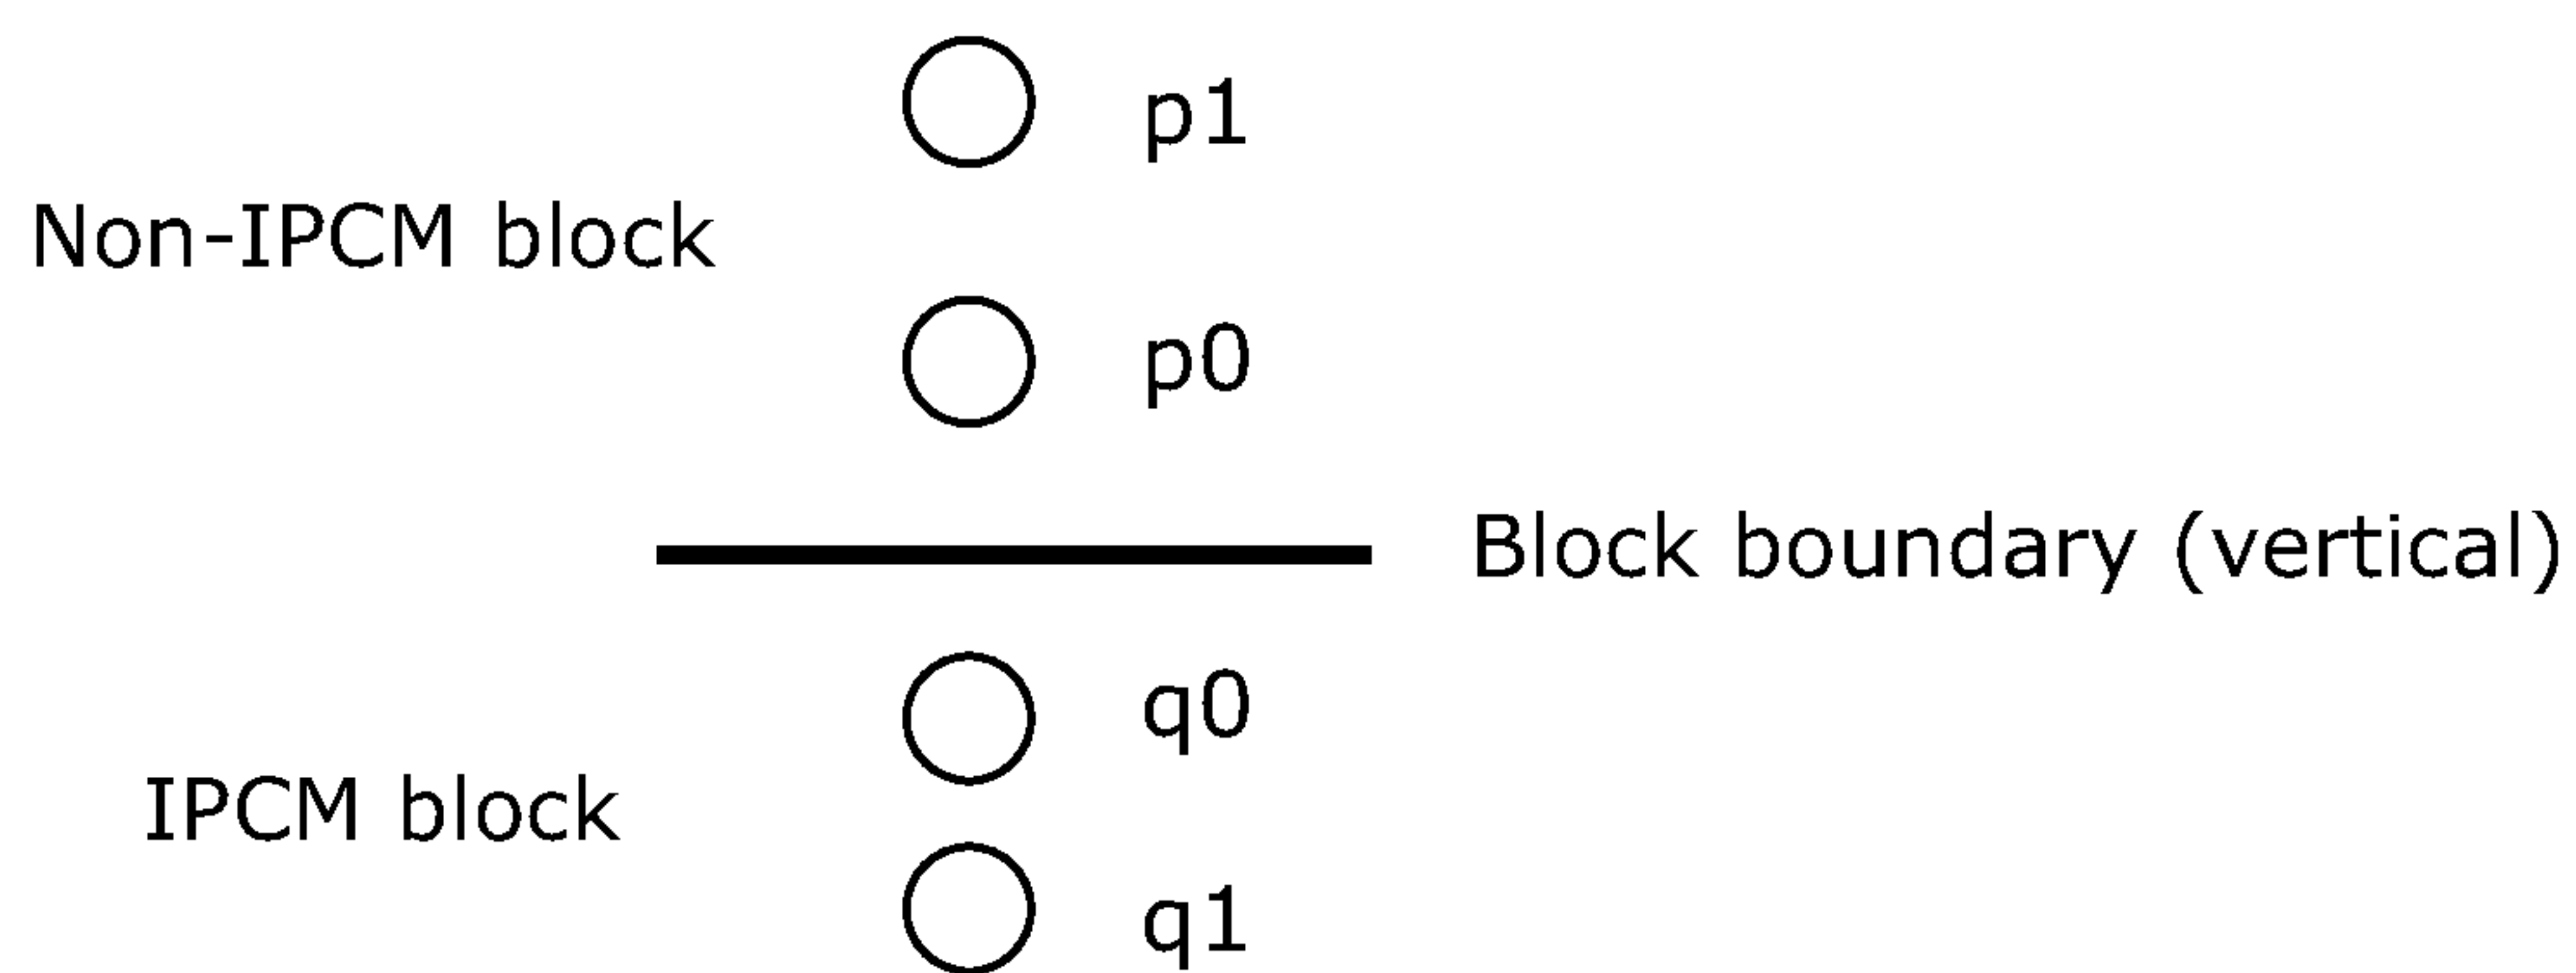 p1
Non-IPCM block
p0
Block boundary (vertical)
q0
IPCM block
q1